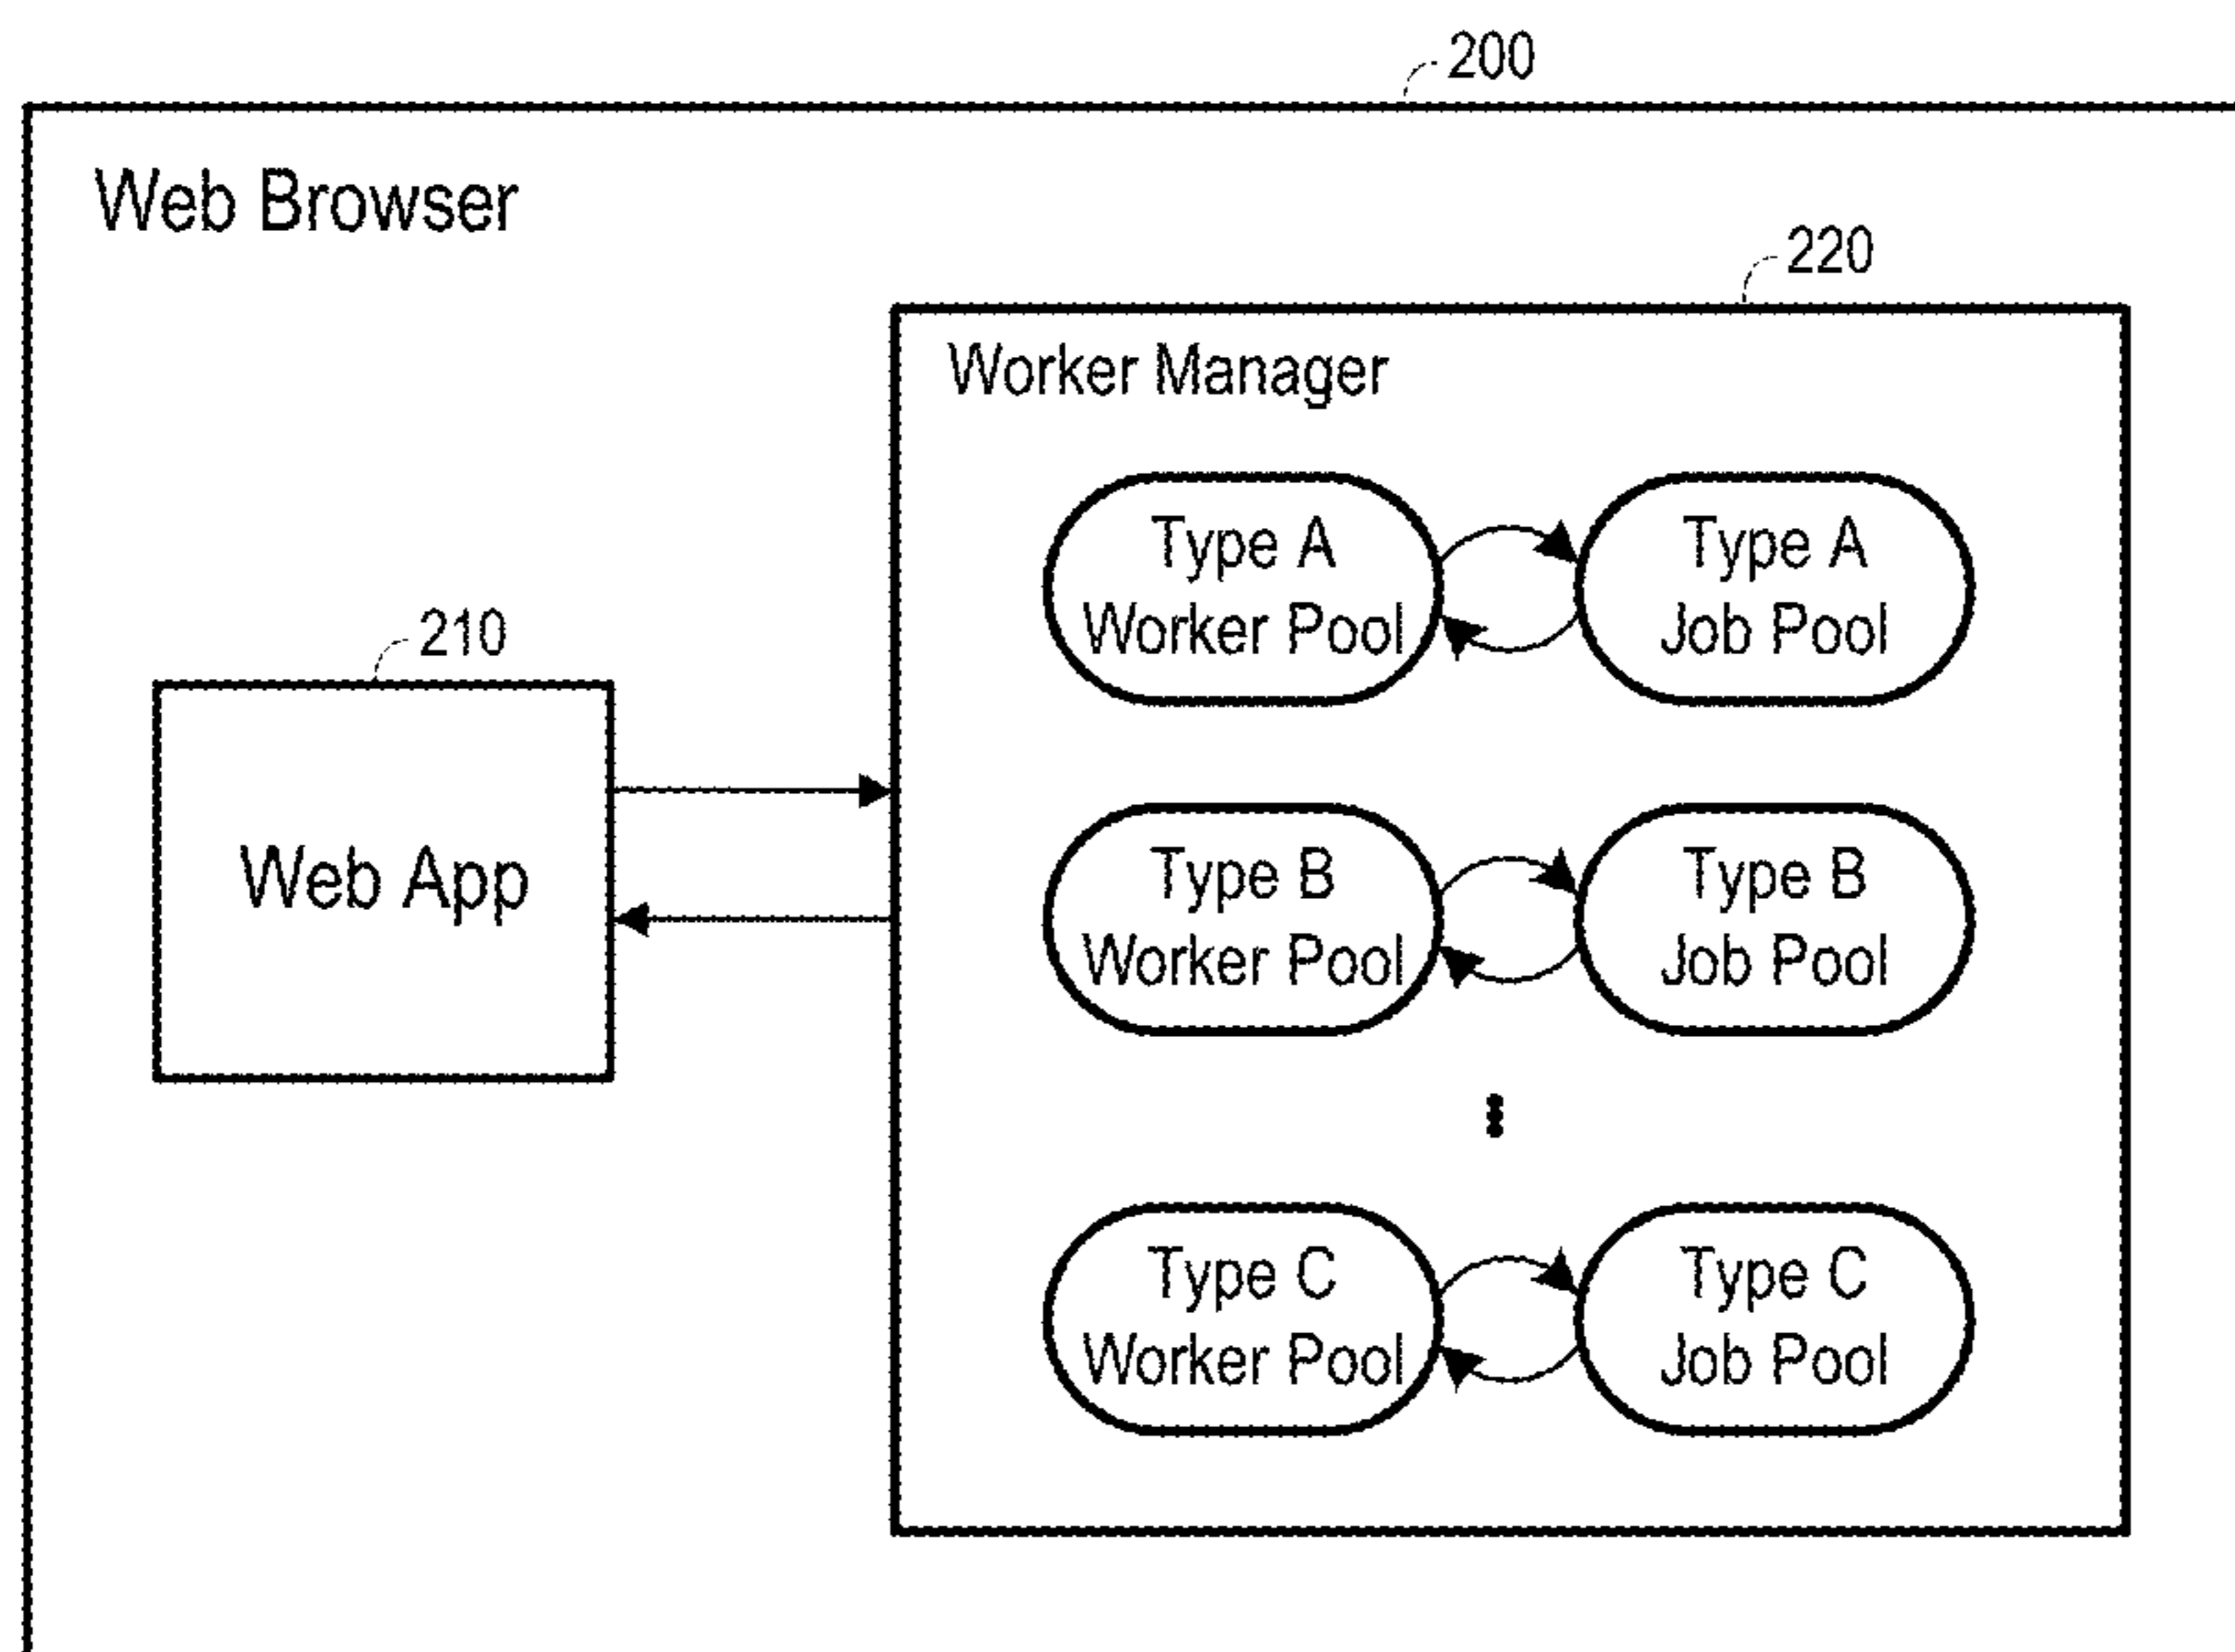 200
Web Browser
220
Worker Manager
Type A
Worker Pool
Type A
Job Pool
210
Web App
Type B
Worker Pool
Type B
Job Pool
Type C
Worker Pool
Type C
Job Pool